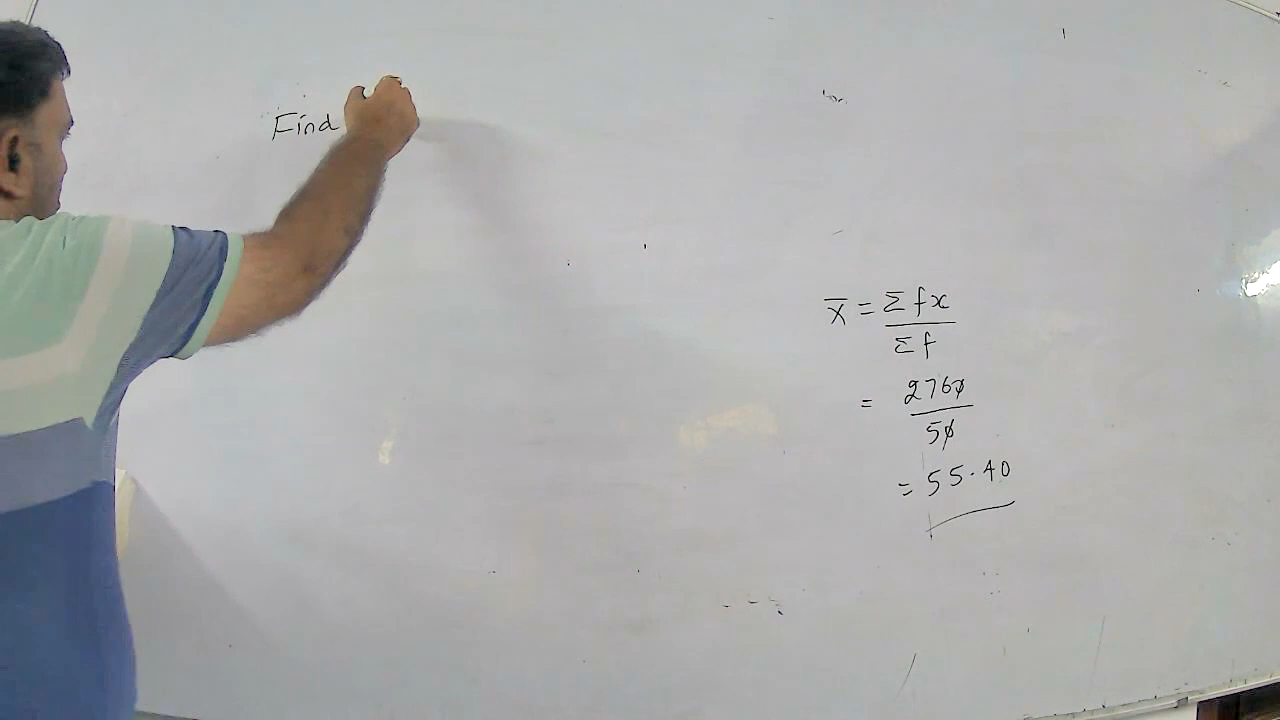 Find
x̄ = Σfx
Σf
= 2760
50
= 55.40